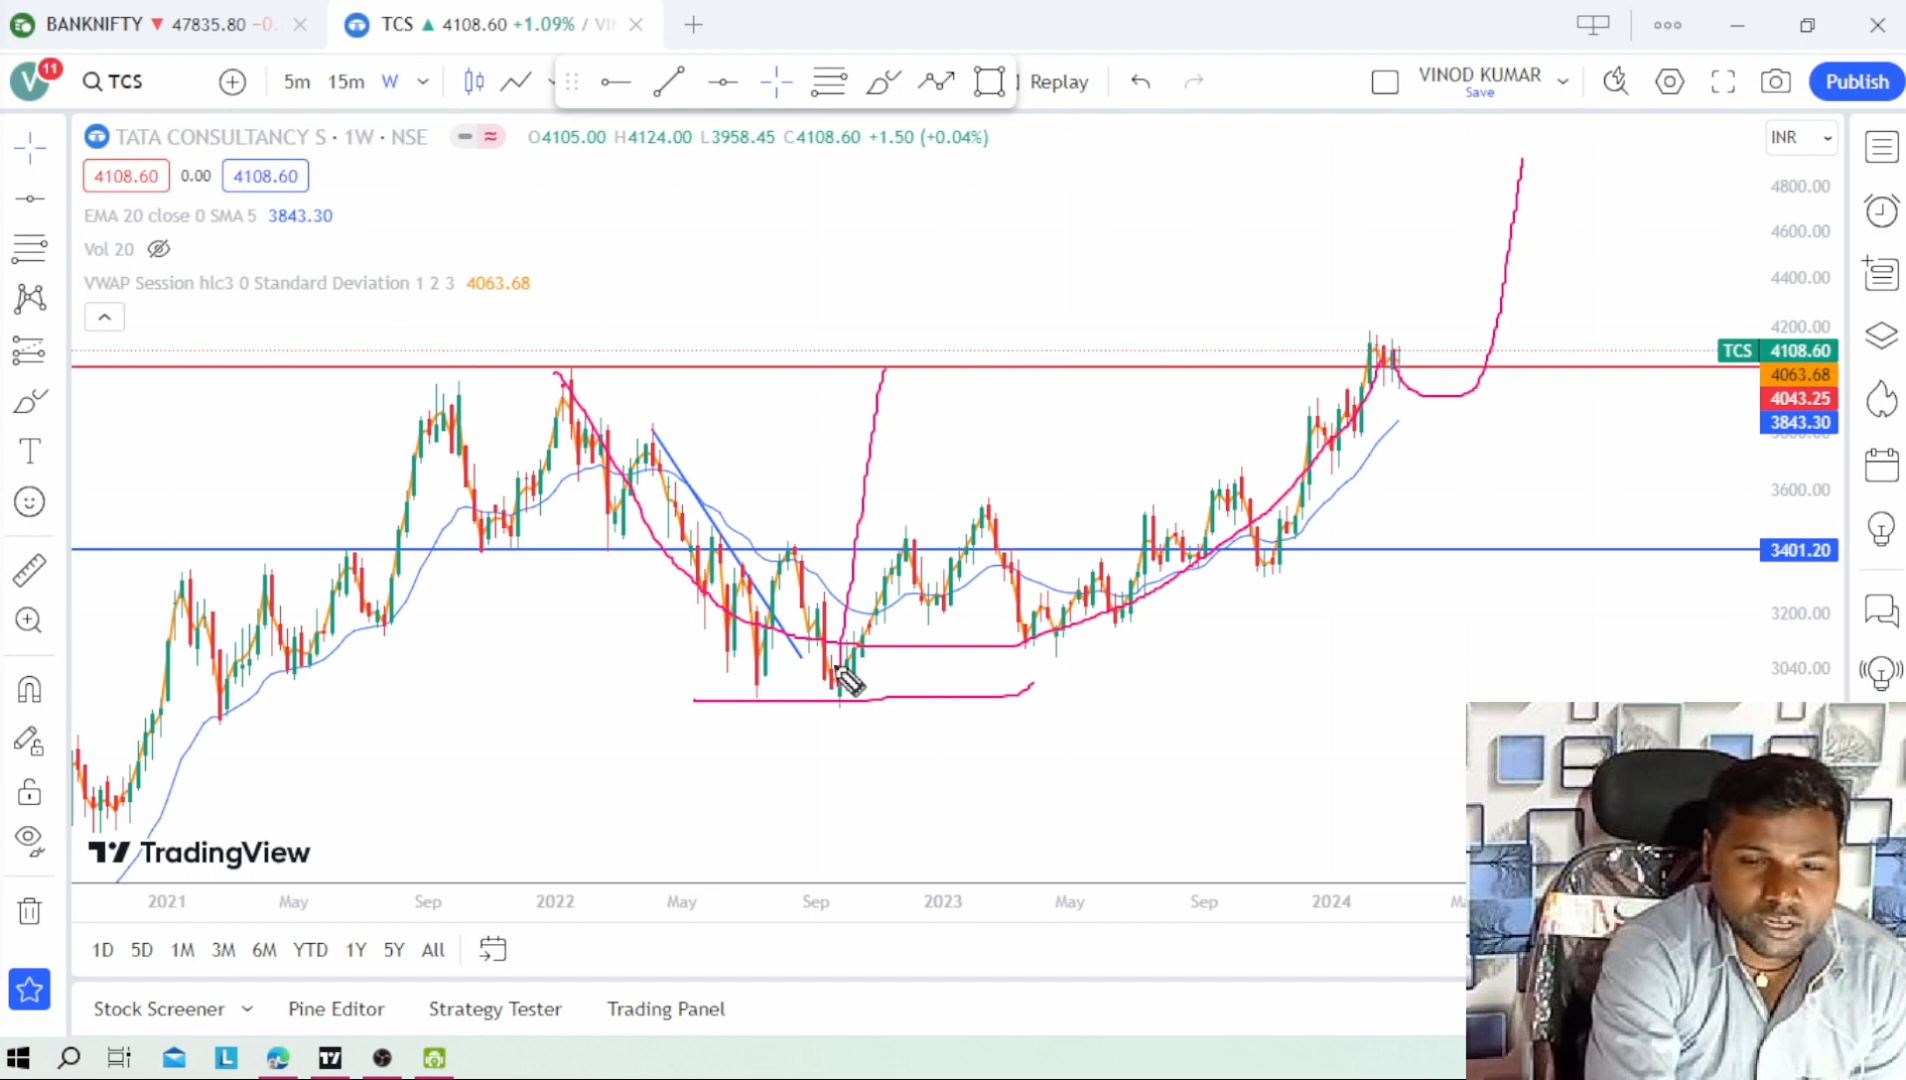 BANKNIFTY ▼ 47835.80 −0.
TCS ▲ 4108.60 +1.09% / VIN
V 11
TCS 5m 15m W Replay VINOD KUMAR
Save
Publish
TATA CONSULTANCY S · 1W · NSE O4105.00 H4124.00 L3958.45 C4108.60 +1.50 (+0.04%)
INR
4108.60 0.00 4108.60
EMA 20 close 0 SMA 5 3843.30
Vol 20
VWAP Session hlc3 0 Standard Deviation 1 2 3 4063.68
4800.00
4600.00
4400.00
4200.00
TCS 4108.60
4063.68
4043.25
3843.30
3600.00
3401.20
3200.00
3040.00
TradingView
2021 May Sep 2022 May Sep 2023 May Sep 2024
1D 5D 1M 3M 6M YTD 1Y 5Y All
Stock Screener Pine Editor Strategy Tester Trading Panel